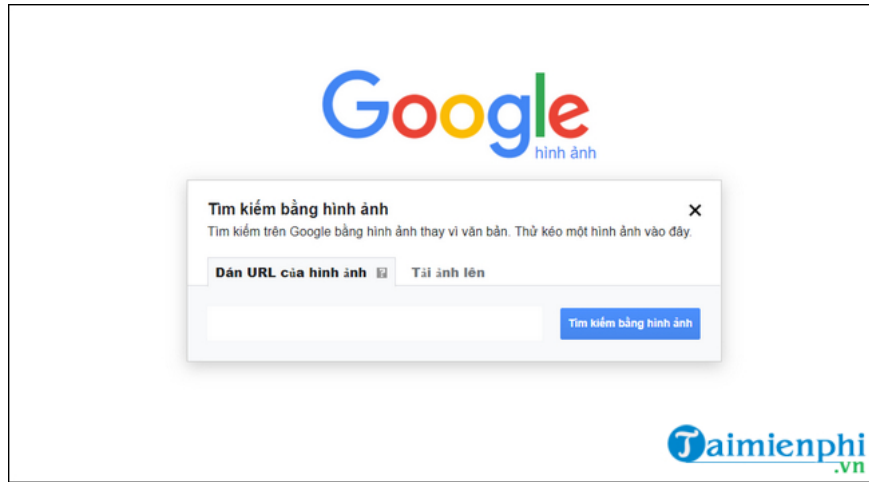 Google
hình ảnh
Tìm kiếm bằng hình ảnh
Tìm kiếm trên Google bằng hình ảnh thay vì văn bản. Thử kéo một hình ảnh vào đây.
Dán URL của hình ảnh ? Tải ảnh lên
Tìm kiếm bằng hình ảnh
Taimienphi
.vn